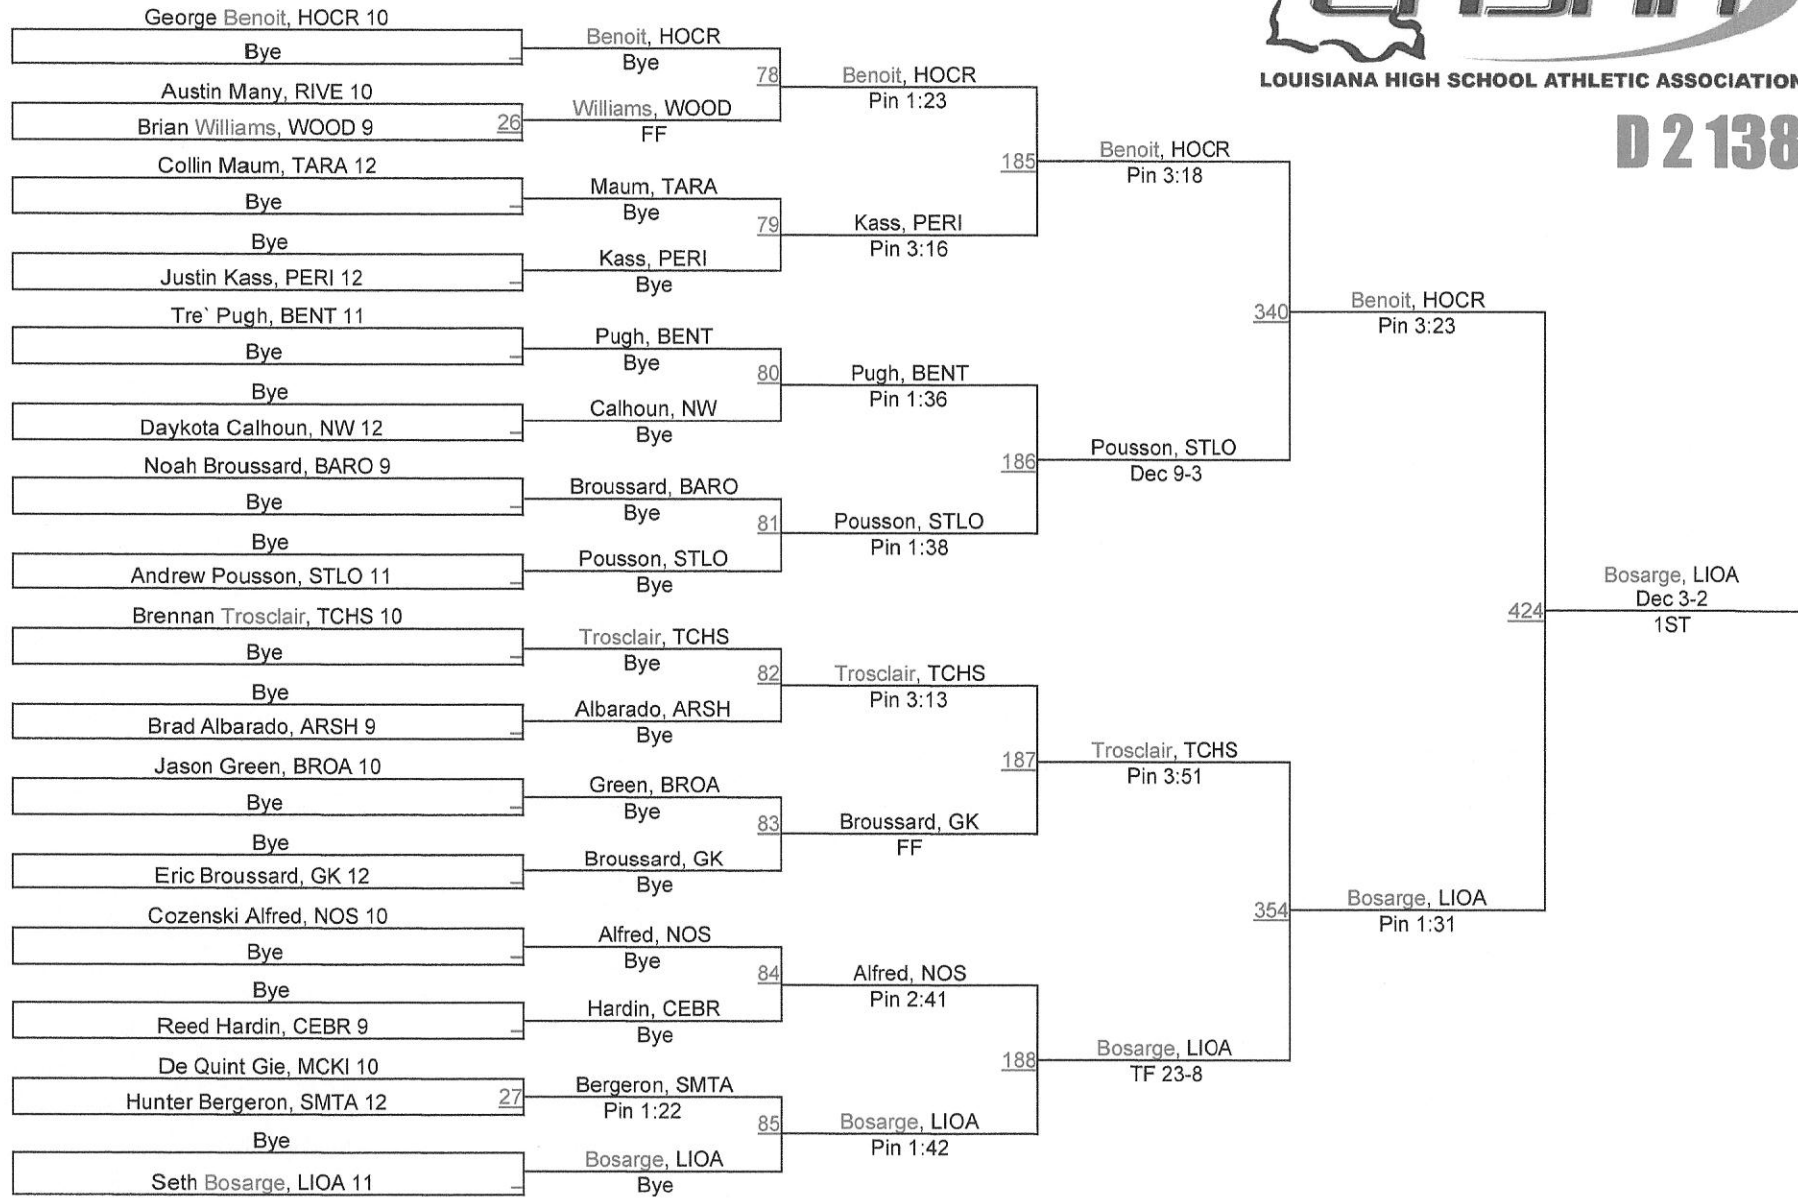 LOUISIANA HIGH SCHOOL ATHLETIC ASSOCIATION
D 2 138
George Benoit, HOCR 10
Bye
Austin Many, RIVE 10
Brian Williams, WOOD 9
26
Collin Maum, TARA 12
Bye
Bye
Justin Kass, PERI 12
Tre` Pugh, BENT 11
Bye
Bye
Daykota Calhoun, NW 12
Noah Broussard, BARO 9
Bye
Bye
Andrew Pousson, STLO 11
Brennan Trosclair, TCHS 10
Bye
Bye
Brad Albarado, ARSH 9
Jason Green, BROA 10
Bye
Bye
Eric Broussard, GK 12
Cozenski Alfred, NOS 10
Bye
Bye
Reed Hardin, CEBR 9
De Quint Gie, MCKI 10
Hunter Bergeron, SMTA 12
27
Bye
Seth Bosarge, LIOA 11
Benoit, HOCR
Bye
78
Williams, WOOD
FF
Maum, TARA
Bye
79
Kass, PERI
Bye
Pugh, BENT
Bye
80
Calhoun, NW
Bye
Broussard, BARO
Bye
81
Pousson, STLO
Bye
Trosclair, TCHS
Bye
82
Albarado, ARSH
Bye
Green, BROA
Bye
83
Broussard, GK
Bye
Alfred, NOS
Bye
84
Hardin, CEBR
Bye
Bergeron, SMTA
Pin 1:22
85
Bosarge, LIOA
Bye
Benoit, HOCR
Pin 1:23
185
Kass, PERI
Pin 3:16
Pugh, BENT
Pin 1:36
186
Pousson, STLO
Pin 1:38
Trosclair, TCHS
Pin 3:13
187
Broussard, GK
FF
Alfred, NOS
Pin 2:41
188
Bosarge, LIOA
Pin 1:42
Benoit, HOCR
Pin 3:18
340
Pousson, STLO
Dec 9-3
Trosclair, TCHS
Pin 3:51
354
Bosarge, LIOA
TF 23-8
Benoit, HOCR
Pin 3:23
424
Bosarge, LIOA
Pin 1:31
Bosarge, LIOA
Dec 3-2
1ST